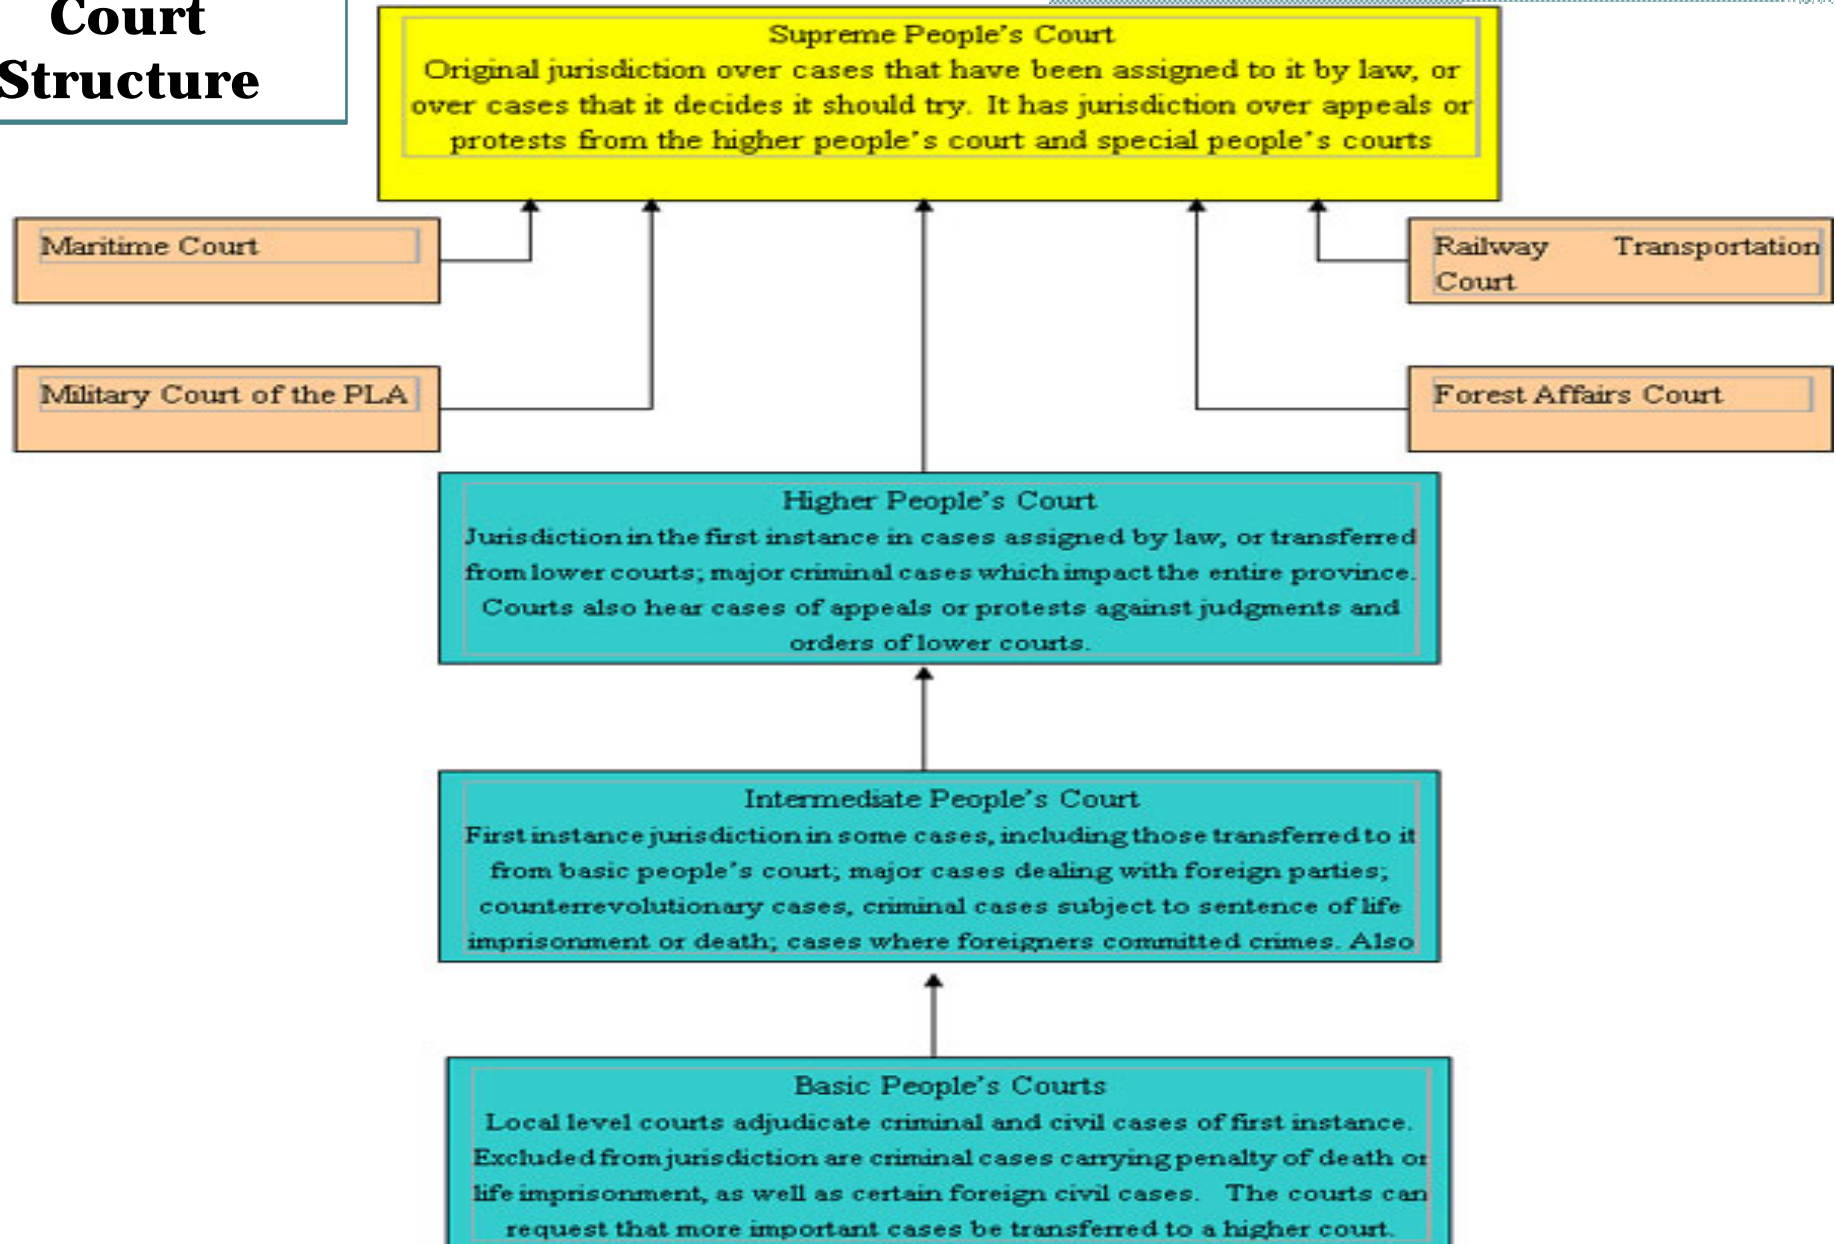 Court
Structure
Supreme People's Court
Original jurisdiction over cases that have been assigned to it by law, or
over cases that it decides it should try. It has jurisdiction over appeals or
protests from the higher people's court and special people's courts
Maritime Court
Railway Transportation
Court
Military Court of the PLA
Forest Affairs Court
Higher People's Court
Jurisdiction in the first instance in cases assigned by law, or transferred
from lower courts; major criminal cases which impact the entire province.
Courts also hear cases of appeals or protests against judgments and
orders of lower courts.
Intermediate People's Court
First instance jurisdiction in some cases, including those transferred to it
from basic people's court; major cases dealing with foreign parties;
counterrevolutionary cases, criminal cases subject to sentence of life
imprisonment or death; cases where foreigners committed crimes. Also
Basic People's Courts
Local level courts adjudicate criminal and civil cases of first instance.
Excluded from jurisdiction are criminal cases carrying penalty of death or
life imprisonment, as well as certain foreign civil cases. The courts can
request that more important cases be transferred to a higher court.